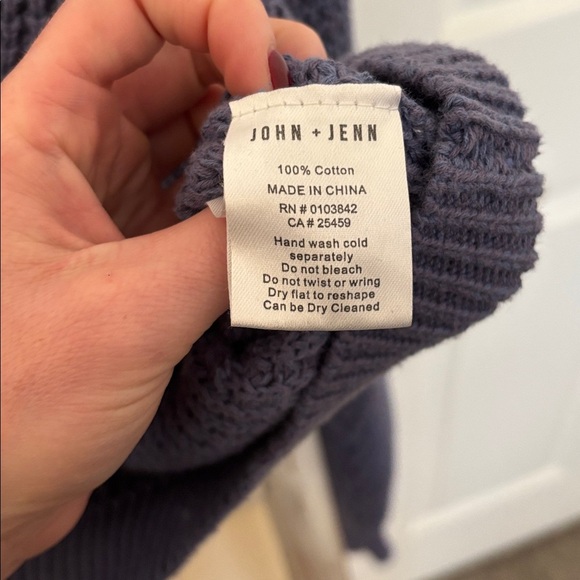 JOHN + JENN
100% Cotton
MADE IN CHINA
RN # 0103842
CA # 25459
Hand wash cold
separately
Do not bleach
Do not twist or wring
Dry flat to reshape
Can be Dry Cleaned